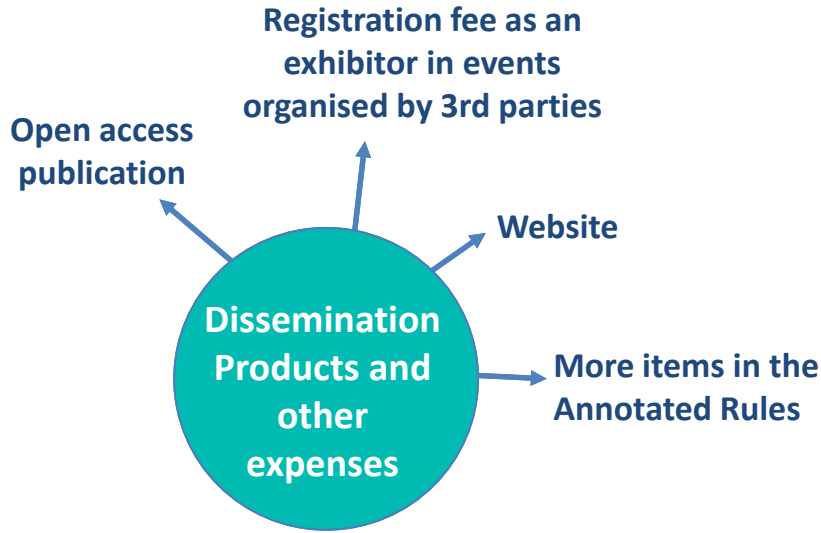 Registration fee as an
exhibitor in events
organised by 3rd parties
Open access
publication
Website
Dissemination
Products and
other
expenses
More items in the
Annotated Rules